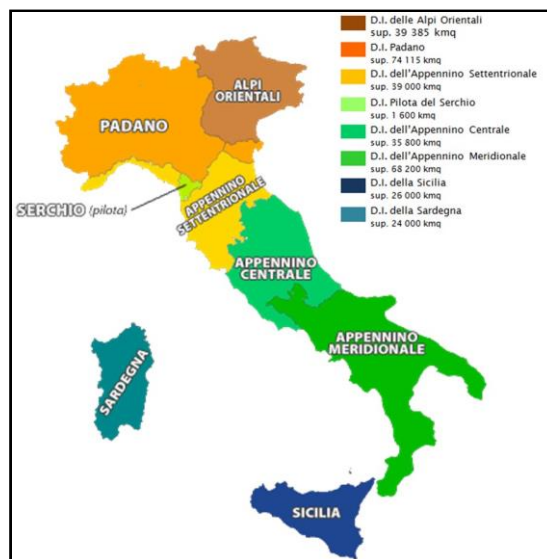 D.I. delle Alpi Orientali
sup. 39 385 kmq
D.I. Padano
sup. 74 115 kmq
D.I. dell'Appennino Settentrionale
sup. 39 000 kmq
D.I. Pilota del Serchio
sup. 1 600 kmq
D.I. dell'Appennino Centrale
sup. 35 800 kmq
D.I. dell'Appennino Meridionale
sup. 68 200 kmq
D.I. della Sicilia
sup. 26 000 kmq
D.I. della Sardegna
sup. 24 000 kmq
ALPI
ORIENTALI
PADANO
SERCHIO (pilota)
APPENNINO
SETTENTRIONALE
APPENNINO
CENTRALE
APPENNINO
MERIDIONALE
SARDEGNA
SICILIA